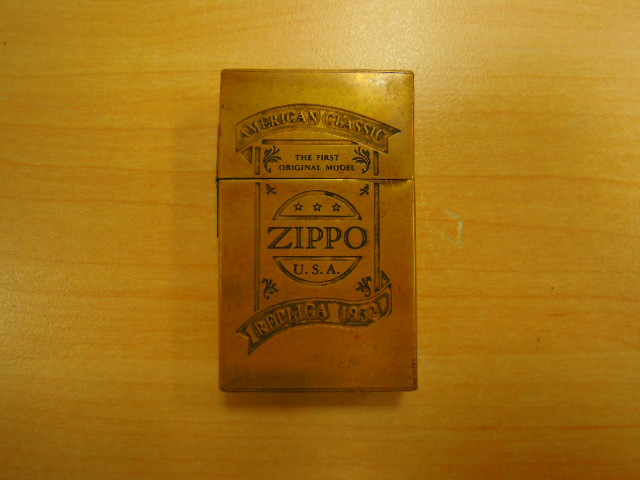 AMERICAN CLASSIC
THE FIRST
ORIGINAL MODEL
ZIPPO
U.S.A.
REPLICA 1932